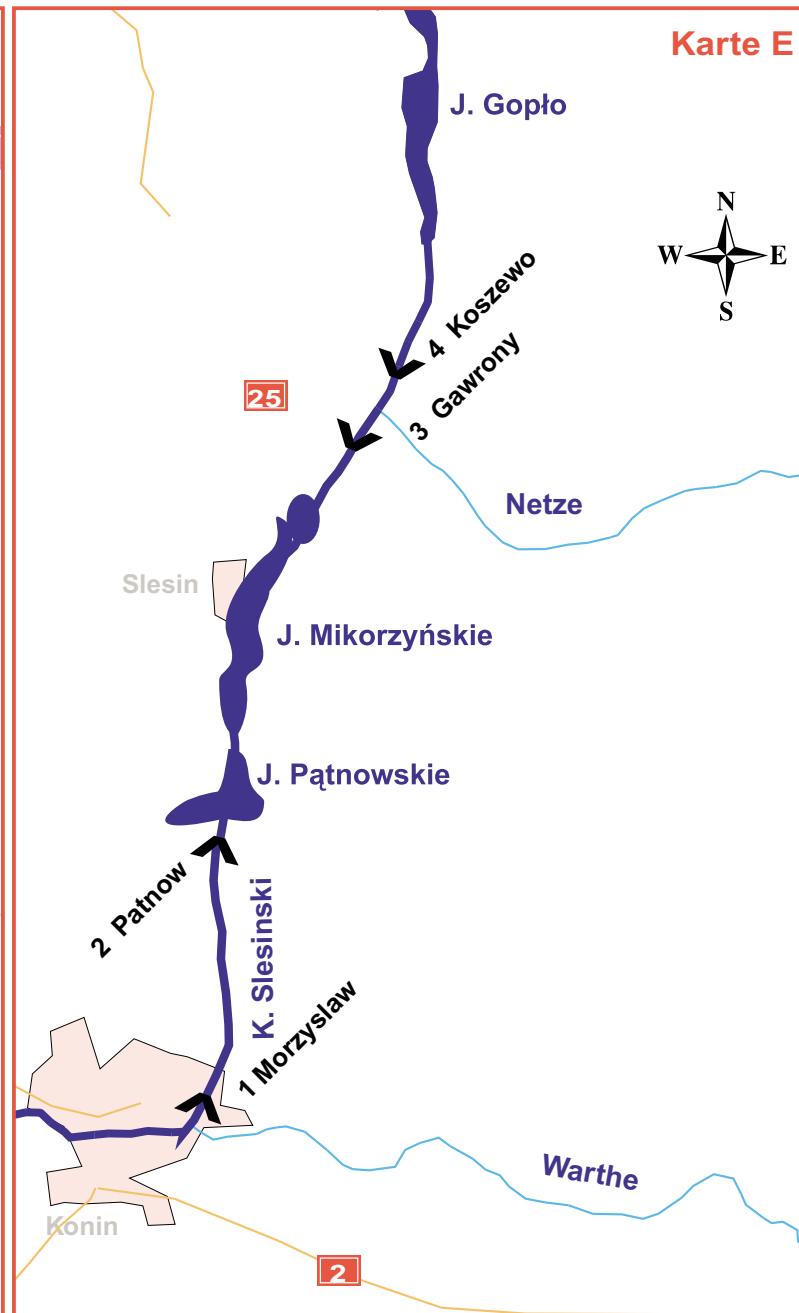 Karte E
J. Gopło
N
W E
S
4 Koszewo
3 Gawrony
25
Netze
Slesin
J. Mikorzyńskie
J. Pątnowskie
2 Patnow
K. Slesinski
1 Morzyslaw
Warthe
Konin
2